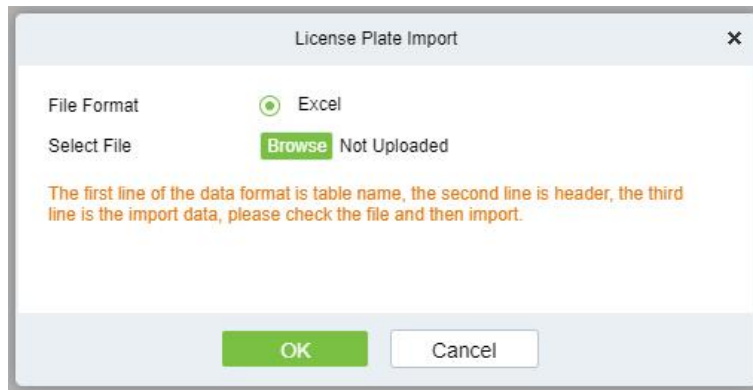 License Plate Import
File Format Excel
Select File Browse Not Uploaded
The first line of the data format is table name, the second line is header, the third
line is the import data, please check the file and then import.
OK Cancel